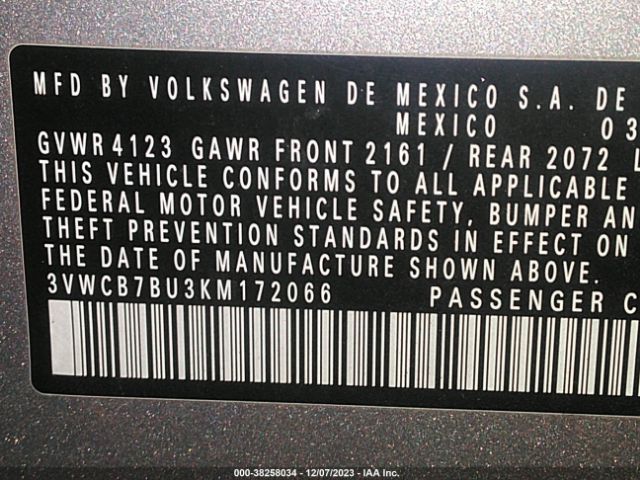 MFD BY VOLKSWAGEN DE MEXICO S.A. DE
MEXICO 03
GVWR 4123 GAWR FRONT 2161 / REAR 2072 L
THIS VEHICLE CONFORMS TO ALL APPLICABLE
FEDERAL MOTOR VEHICLE SAFETY, BUMPER AN
THEFT PREVENTION STANDARDS IN EFFECT ON
THE DATE OF MANUFACTURE SHOWN ABOVE.
3VWCB7BU3KM172066 PASSENGER C
000-38258034 - 12/07/2023 - IAA Inc.